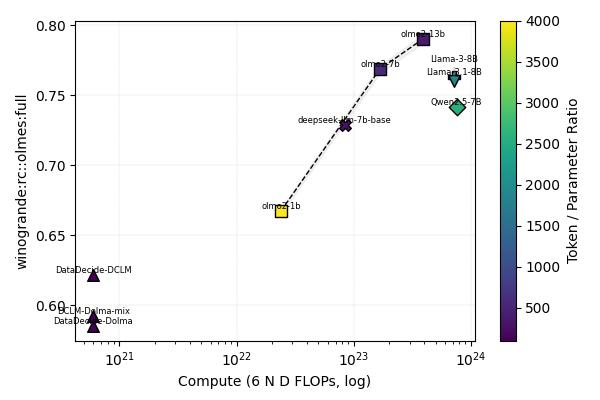 0.80
0.75
0.70
0.65
0.60
winogrande:rc::olmes:full
olmo2-13b
olmo2-7b
Llama-3-8B
Llama-3.1-8B
Qwen2.5-7B
deepseek-llm-7b-base
olmo2-1b
DataDecide-DCLM
DCLM-Dolma-mix
DataDecide-Dolma
10^21
10^22
10^23
10^24
Compute (6 N D FLOPs, log)
4000
3500
3000
2500
2000
1500
1000
500
Token / Parameter Ratio